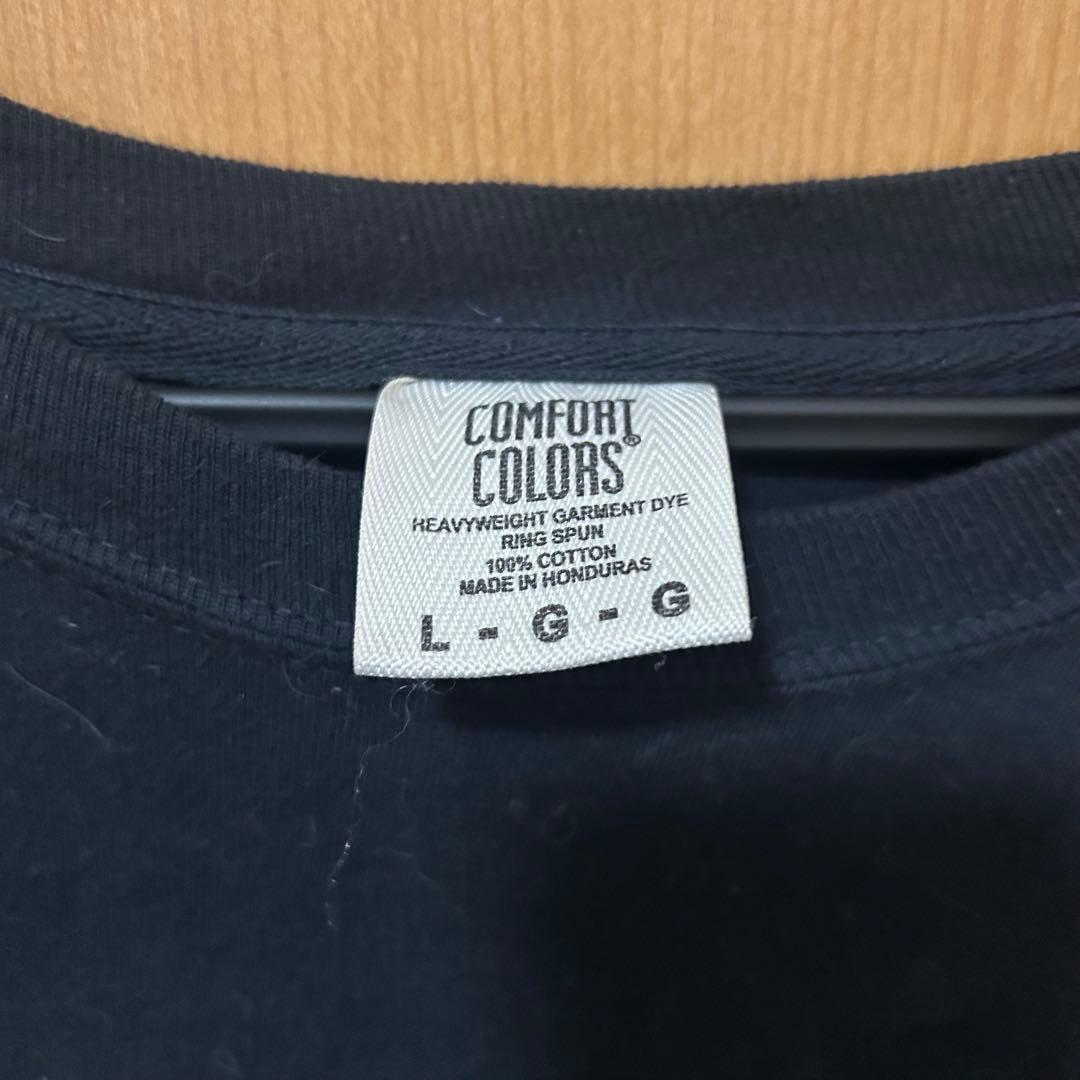 COMFORT
COLORS®
HEAVYWEIGHT GARMENT DYE
RING SPUN
100% COTTON
MADE IN HONDURAS
L - G - G